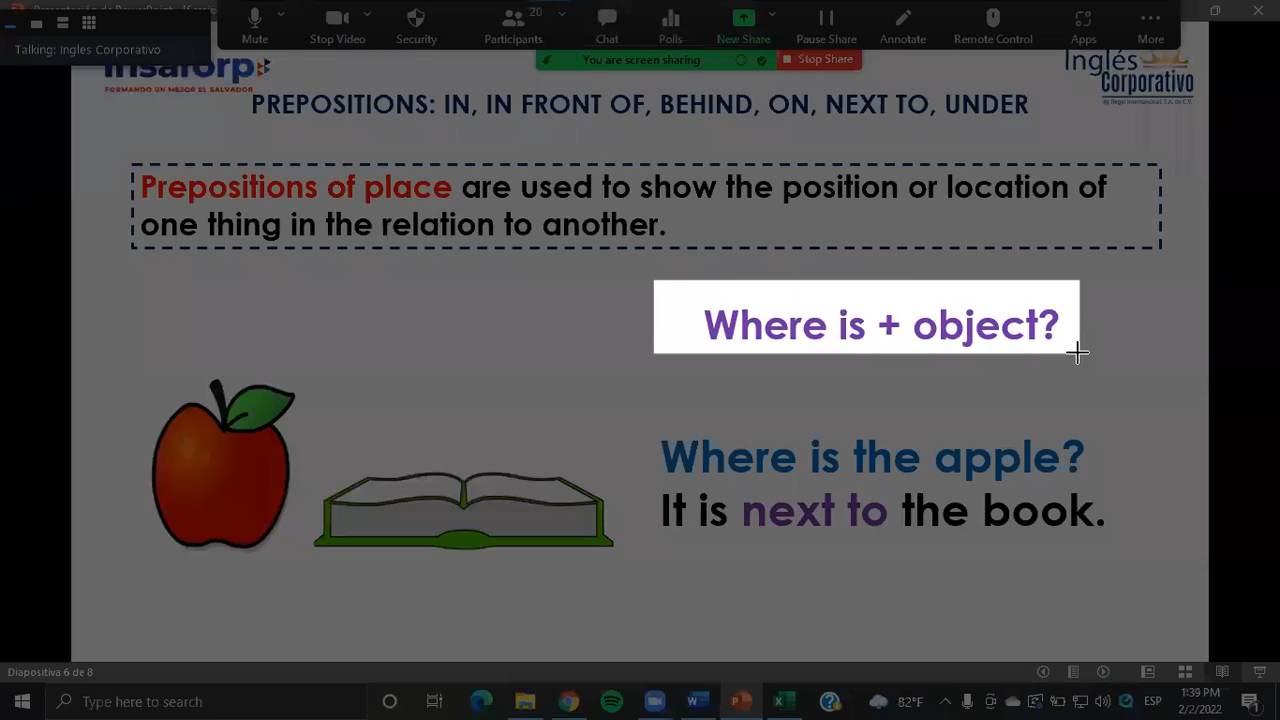 Presentación de PowerPoint
20
Mute
Stop Video
Security
Participants
Chat
Polls
New Share
Pause Share
Annotate
Remote Control
Apps
More
Talking: Ingles Corporativo
You are screen sharing
Stop Share
Insaforp
FORMANDO UN MEJOR EL SALVADOR
Inglés
Corporativo
PREPOSITIONS: IN, IN FRONT OF, BEHIND, ON, NEXT TO, UNDER
Prepositions of place are used to show the position or location of
one thing in the relation to another.
Where is + object?
Where is the apple?
It is next to the book.
Diapositiva 6 de 8
Type here to search
82°F
ESP
1:39 PM
2/2/2022